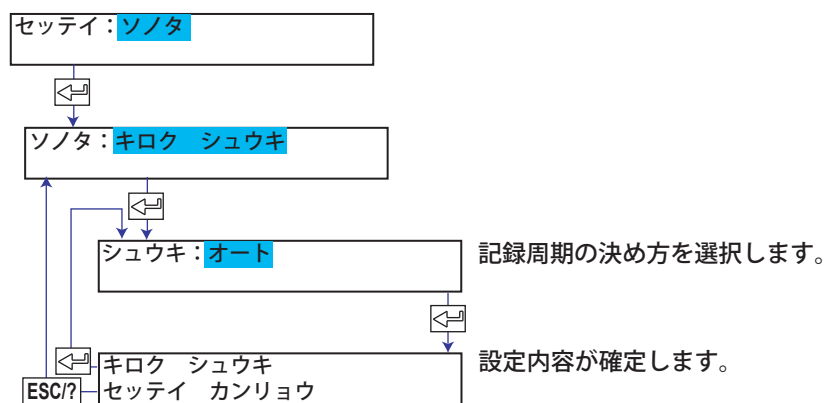 セッテイ：ソノタ
ソノタ：キロク　シュウキ
シュウキ：オート
記録周期の決め方を選択します。
キロク　シュウキ
設定内容が確定します。
ESC/?
セッテイ　カンリョウ